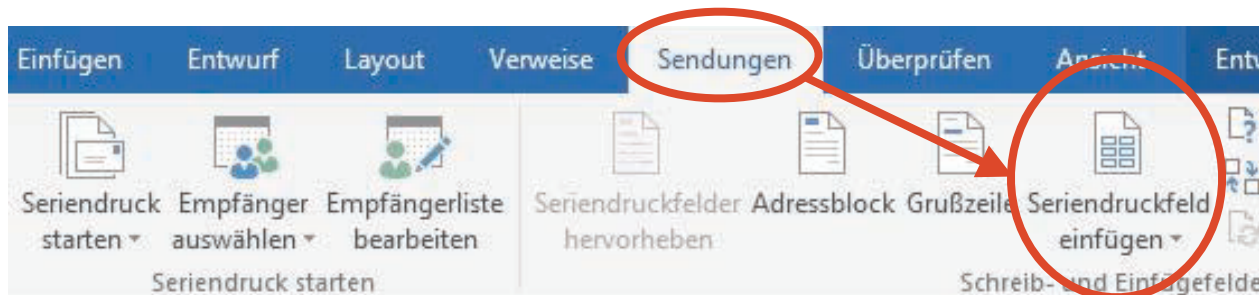 Einfügen Entwurf Layout Verweise Sendungen Überprüfen Ansicht Entw
Seriendruck starten
Empfänger auswählen
Empfängerliste bearbeiten
Seriendruckfelder hervorheben
Adressblock
Grußzeile
Seriendruckfeld einfügen
Seriendruck starten
Schreib- und Einfügefelde